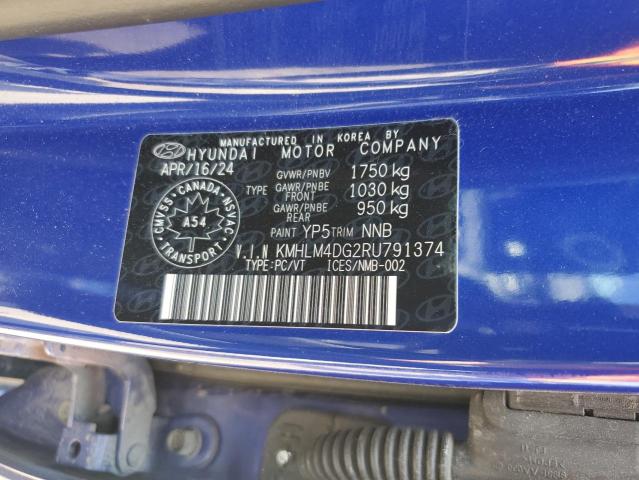 MANUFACTURED IN KOREA BY
HYUNDAI MOTOR COMPANY
APR/16/24
GVWR/PNBV 1750 kg
TYPE GAWR/PNBE FRONT 1030 kg
GAWR/PNBE REAR 950 kg
PAINT YP5 TRIM NNB
V.I.N KMHLM4DG2RU791374
TYPE:PC/VT ICES/NMB-002
CMVSS·CANADA·NSVAC
A54
TRANSPORT